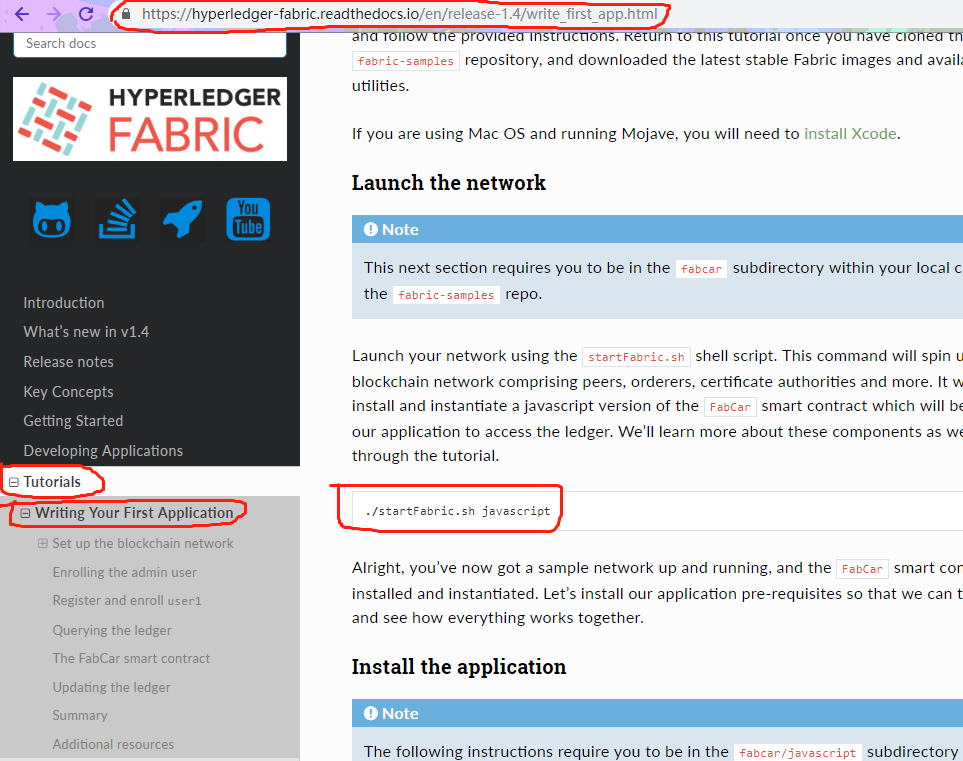 https://hyperledger-fabric.readthedocs.io/en/release-1.4/write_first_app.html
Search docs
HYPERLEDGER
FABRIC
You
Tube
Introduction
What's new in v1.4
Release notes
Key Concepts
Getting Started
Developing Applications
Tutorials
Writing Your First Application
Set up the blockchain network
Enrolling the admin user
Register and enroll user1
Querying the ledger
The FabCar smart contract
Updating the ledger
Summary
Additional resources
and follow the provided instructions. Return to this tutorial once you have cloned th
fabric-samples repository, and downloaded the latest stable Fabric images and avail
utilities.
If you are using Mac OS and running Mojave, you will need to install Xcode.
Launch the network
Note
This next section requires you to be in the fabcar subdirectory within your local c
the fabric-samples repo.
Launch your network using the startFabric.sh shell script. This command will spin u
blockchain network comprising peers, orderers, certificate authorities and more. It w
install and instantiate a javascript version of the FabCar smart contract which will be
our application to access the ledger. We'll learn more about these components as we
through the tutorial.
./startFabric.sh javascript
Alright, you've now got a sample network up and running, and the FabCar smart con
installed and instantiated. Let's install our application pre-requisites so that we can t
and see how everything works together.
Install the application
Note
The following instructions require you to be in the fabcar/javascript subdirectory